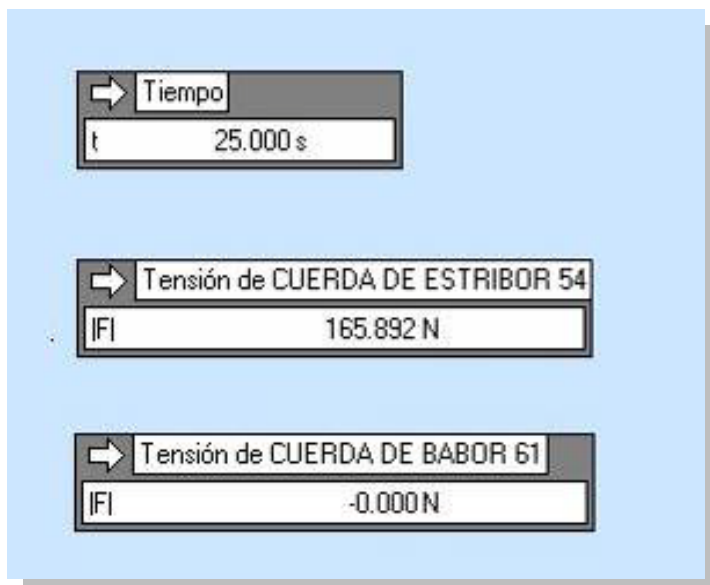 Tiempo
t 25.000 s
Tensión de CUERDA DE ESTRIBOR 54
|F| 165.892 N
Tensión de CUERDA DE BABOR 61
|F| -0.000 N